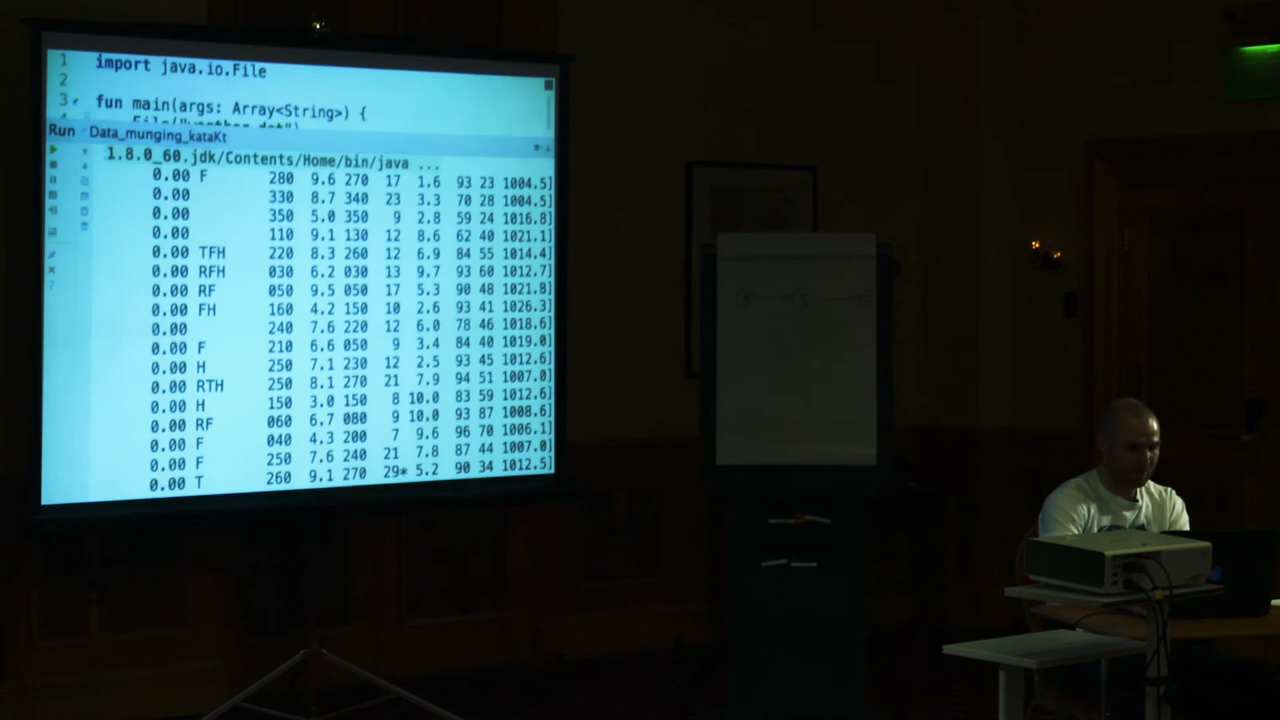 1 import java.io.File
2
3 fun main(args: Array<String>) {
Run Data_munging_kataKt
1.8.0_60.jdk/Contents/Home/bin/java ...
0.00 F 280 9.6 270 17 1.6 93 23 1004.5]
0.00 330 8.7 340 23 3.3 70 28 1004.5]
0.00 350 5.0 350 9 2.8 59 24 1016.8]
0.00 110 9.1 130 12 8.6 62 40 1021.1]
0.00 TFH 220 8.3 260 12 6.9 84 55 1014.4]
0.00 RFH 030 6.2 030 13 9.7 93 60 1012.7]
0.00 RF 050 9.5 050 17 5.3 90 48 1021.8]
0.00 FH 160 4.2 150 10 2.6 93 41 1026.3]
0.00 240 7.6 220 12 6.0 78 46 1018.6]
0.00 F 210 6.6 050 9 3.4 84 40 1019.0]
0.00 H 250 7.1 230 12 2.5 93 45 1012.6]
0.00 RTH 250 8.1 270 21 7.9 94 51 1007.0]
0.00 H 150 3.0 150 8 10.0 83 59 1012.6]
0.00 RF 060 6.7 080 9 10.0 93 87 1008.6]
0.00 F 040 4.3 200 7 9.6 96 70 1006.1]
0.00 F 250 7.6 240 21 7.8 87 44 1007.0]
0.00 T 260 9.1 270 29* 5.2 90 34 1012.5]